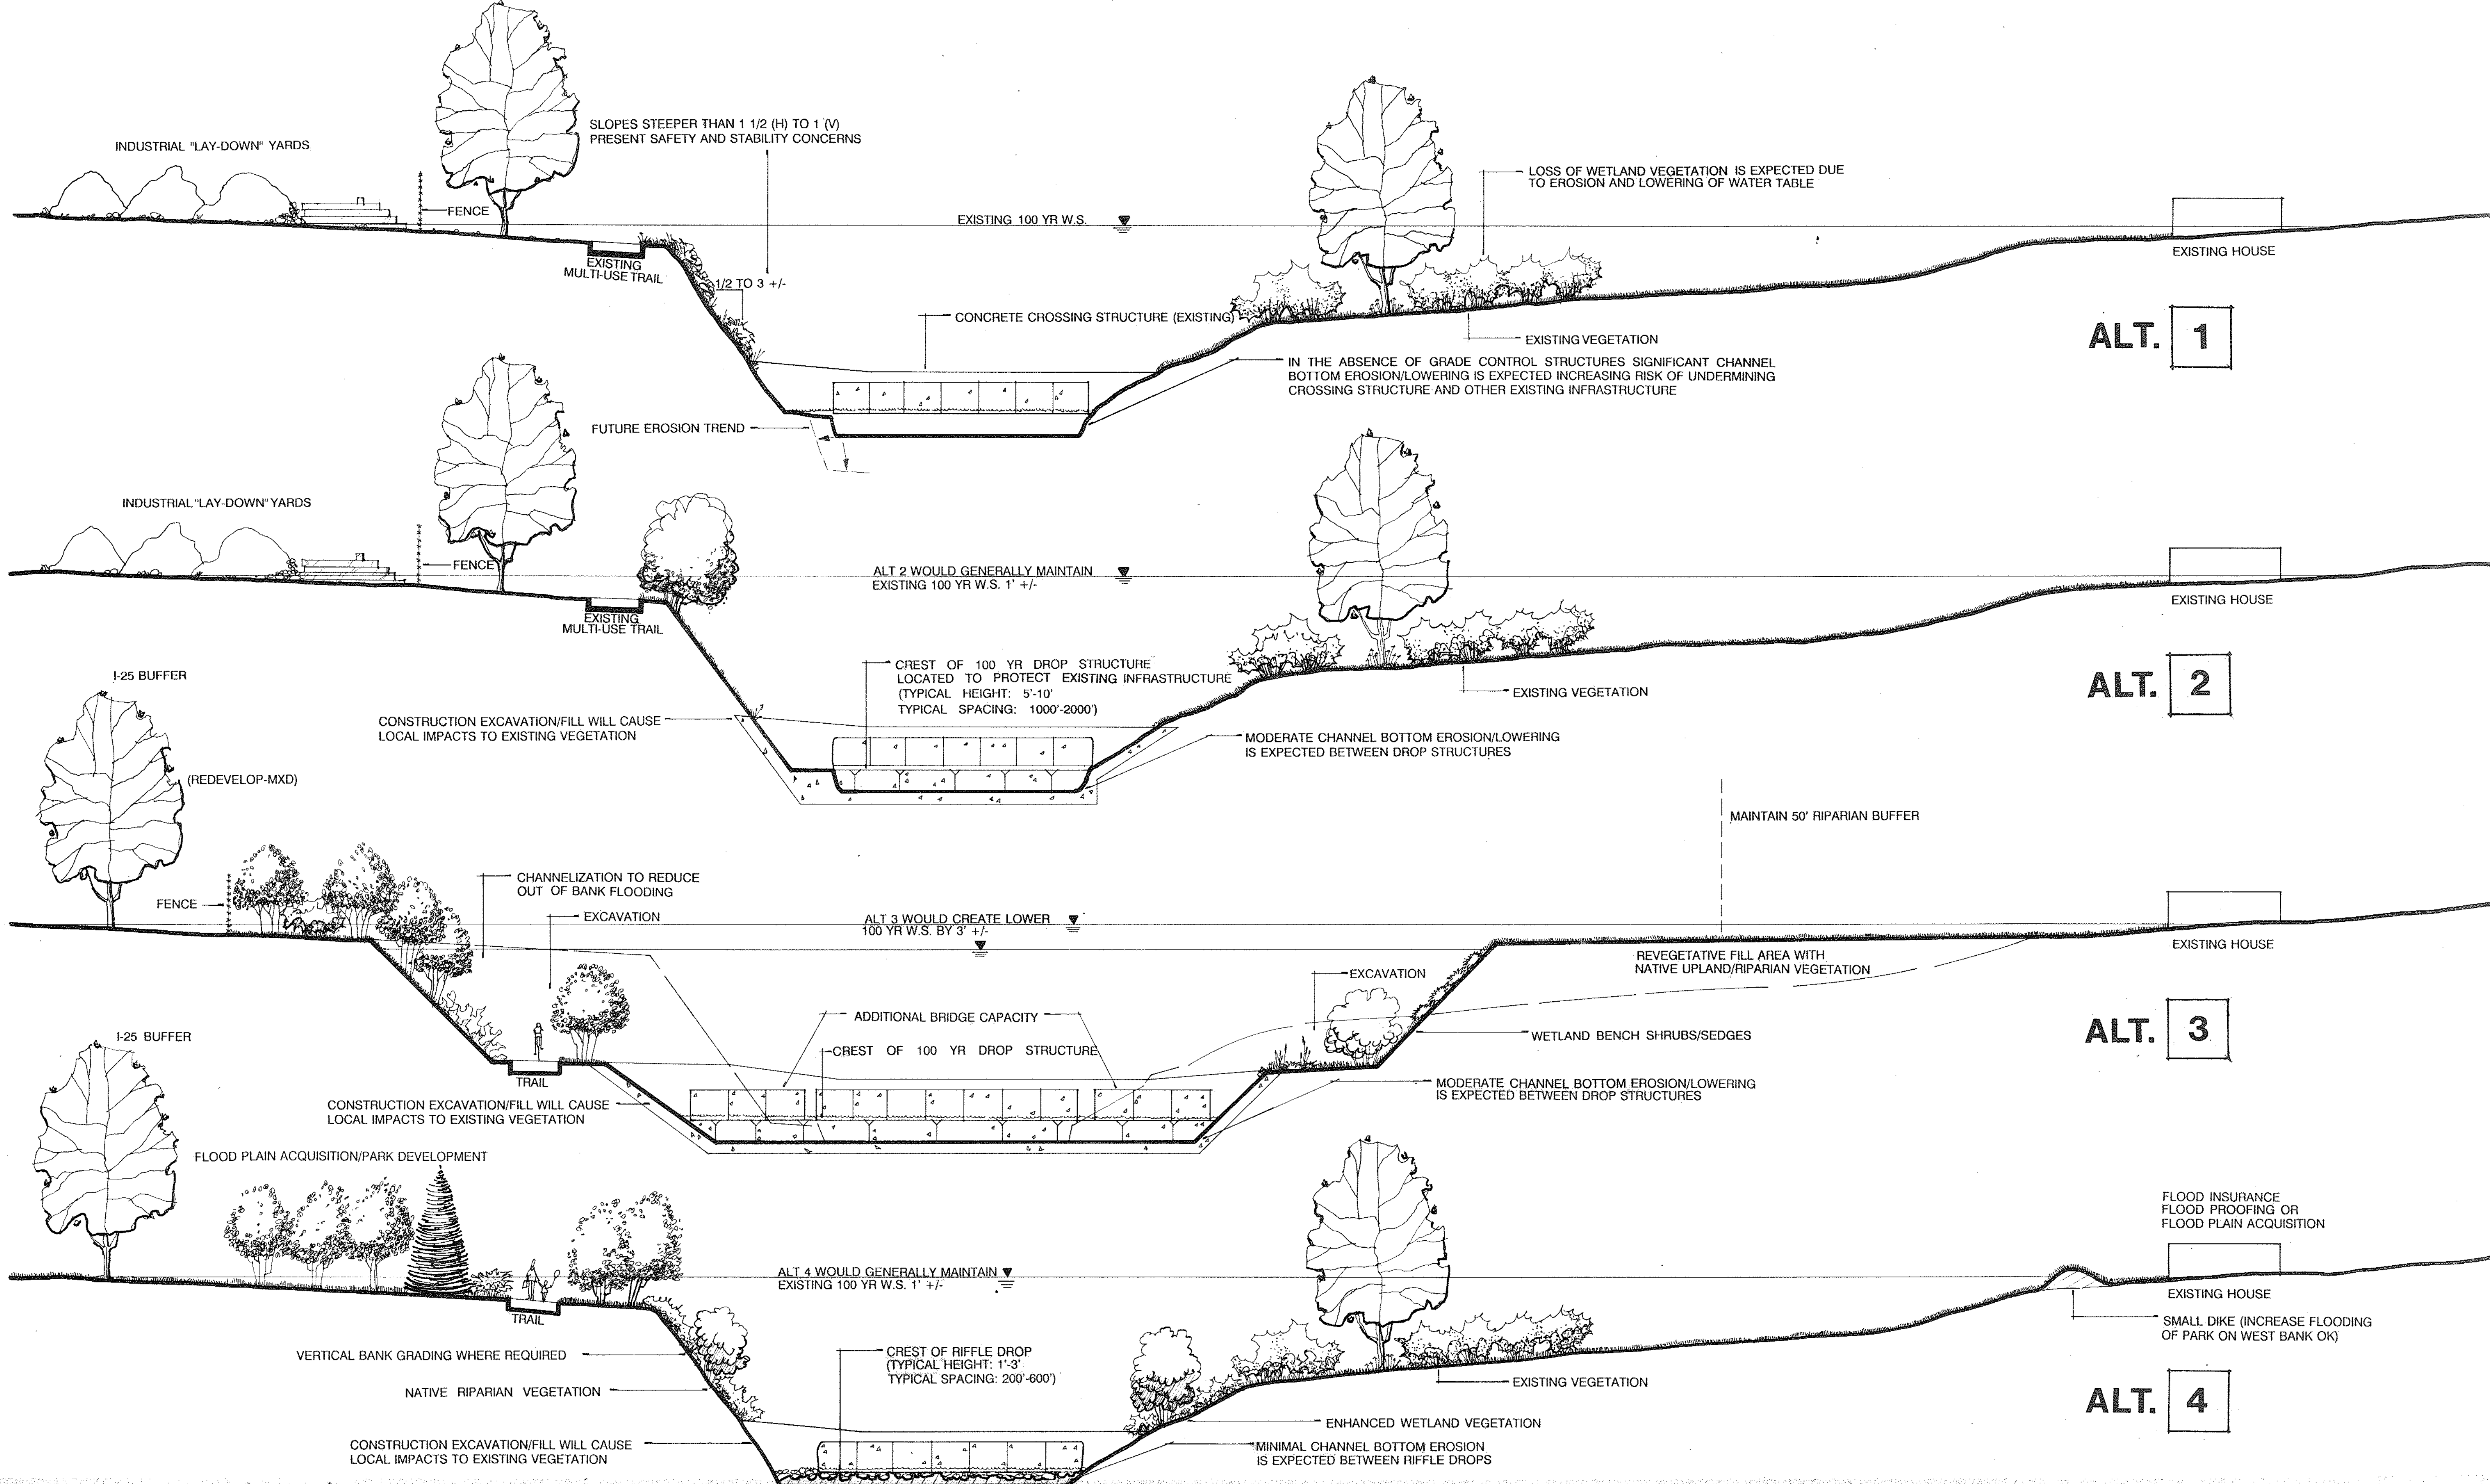 INDUSTRIAL "LAY-DOWN" YARDS
FENCE
SLOPES STEEPER THAN 1 1/2 (H) TO 1 (V)
PRESENT SAFETY AND STABILITY CONCERNS
EXISTING
MULTI-USE TRAIL
1/2 TO 3 +/-
EXISTING 100 YR W.S.
CONCRETE CROSSING STRUCTURE (EXISTING)
LOSS OF WETLAND VEGETATION IS EXPECTED DUE
TO EROSION AND LOWERING OF WATER TABLE
EXISTING VEGETATION
IN THE ABSENCE OF GRADE CONTROL STRUCTURES SIGNIFICANT CHANNEL
BOTTOM EROSION/LOWERING IS EXPECTED INCREASING RISK OF UNDERMINING
CROSSING STRUCTURE AND OTHER EXISTING INFRASTRUCTURE
FUTURE EROSION TREND
EXISTING HOUSE
ALT. 1
INDUSTRIAL "LAY-DOWN" YARDS
FENCE
EXISTING
MULTI-USE TRAIL
ALT 2 WOULD GENERALLY MAINTAIN
EXISTING 100 YR W.S. 1' +/-
CREST OF 100 YR DROP STRUCTURE
LOCATED TO PROTECT EXISTING INFRASTRUCTURE
(TYPICAL HEIGHT: 5'-10'
TYPICAL SPACING: 1000'-2000')
CONSTRUCTION EXCAVATION/FILL WILL CAUSE
LOCAL IMPACTS TO EXISTING VEGETATION
MODERATE CHANNEL BOTTOM EROSION/LOWERING
IS EXPECTED BETWEEN DROP STRUCTURES
EXISTING VEGETATION
EXISTING HOUSE
ALT. 2
I-25 BUFFER
(REDEVELOP-MXD)
FENCE
CHANNELIZATION TO REDUCE
OUT OF BANK FLOODING
EXCAVATION
ALT 3 WOULD CREATE LOWER
100 YR W.S. BY 3' +/-
MAINTAIN 50' RIPARIAN BUFFER
EXISTING HOUSE
REVEGETATIVE FILL AREA WITH
NATIVE UPLAND/RIPARIAN VEGETATION
EXCAVATION
ADDITIONAL BRIDGE CAPACITY
CREST OF 100 YR DROP STRUCTURE
WETLAND BENCH SHRUBS/SEDGES
TRAIL
MODERATE CHANNEL BOTTOM EROSION/LOWERING
IS EXPECTED BETWEEN DROP STRUCTURES
CONSTRUCTION EXCAVATION/FILL WILL CAUSE
LOCAL IMPACTS TO EXISTING VEGETATION
ALT. 3
I-25 BUFFER
FLOOD PLAIN ACQUISITION/PARK DEVELOPMENT
TRAIL
ALT 4 WOULD GENERALLY MAINTAIN
EXISTING 100 YR W.S. 1' +/-
FLOOD INSURANCE
FLOOD PROOFING OR
FLOOD PLAIN ACQUISITION
EXISTING HOUSE
SMALL DIKE (INCREASE FLOODING
OF PARK ON WEST BANK OK)
VERTICAL BANK GRADING WHERE REQUIRED
NATIVE RIPARIAN VEGETATION
CREST OF RIFFLE DROP
(TYPICAL HEIGHT: 1'-3'
TYPICAL SPACING: 200'-600')
EXISTING VEGETATION
ENHANCED WETLAND VEGETATION
CONSTRUCTION EXCAVATION/FILL WILL CAUSE
LOCAL IMPACTS TO EXISTING VEGETATION
MINIMAL CHANNEL BOTTOM EROSION
IS EXPECTED BETWEEN RIFFLE DROPS
ALT. 4